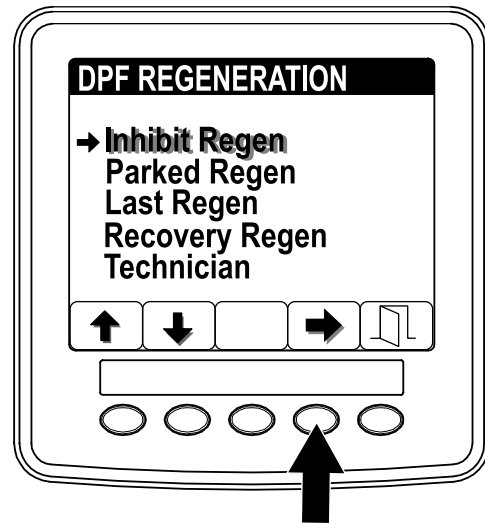 DPF REGENERATION
Inhibit Regen
Parked Regen
Last Regen
Recovery Regen
Technician